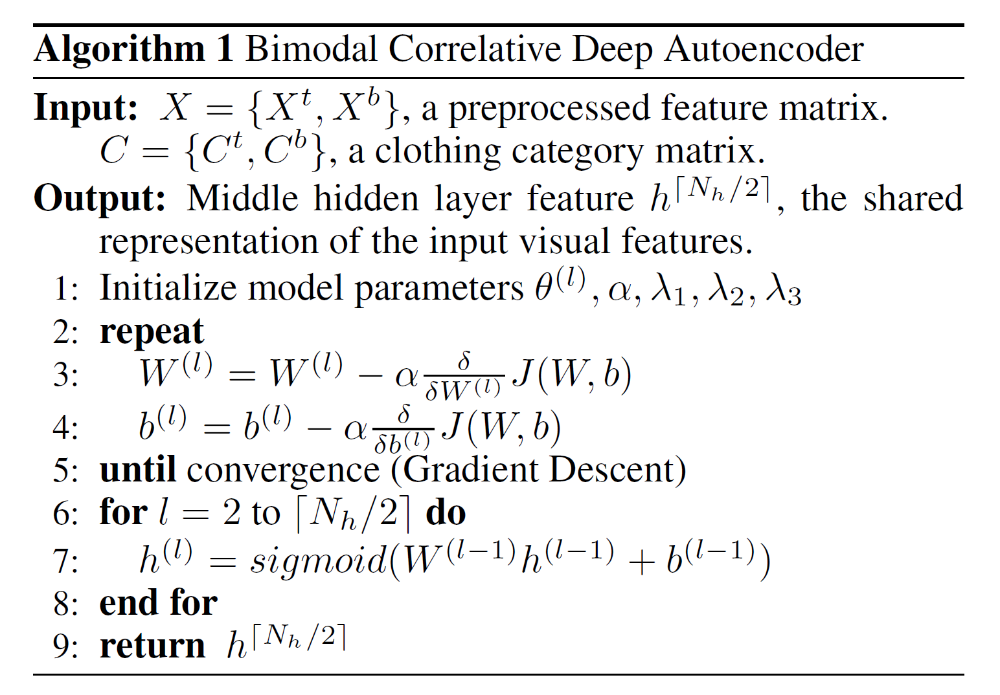 Algorithm 1 Bimodal Correlative Deep Autoencoder
Input: $X = \{X^t, X^b\}$, a preprocessed feature matrix.
$C = \{C^t, C^b\}$, a clothing category matrix.
Output: Middle hidden layer feature $h^{\lceil N_h/2 \rceil}$, the shared
representation of the input visual features.
1: Initialize model parameters $\theta^{(l)}, \alpha, \lambda_1, \lambda_2, \lambda_3$
2: repeat
3: $W^{(l)} = W^{(l)} - \alpha \frac{\delta}{\delta W^{(l)}} J(W, b)$
4: $b^{(l)} = b^{(l)} - \alpha \frac{\delta}{\delta b^{(l)}} J(W, b)$
5: until convergence (Gradient Descent)
6: for $l = 2$ to $\lceil N_h/2 \rceil$ do
7: $h^{(l)} = sigmoid(W^{(l-1)} h^{(l-1)} + b^{(l-1)})$
8: end for
9: return $h^{\lceil N_h/2 \rceil}$